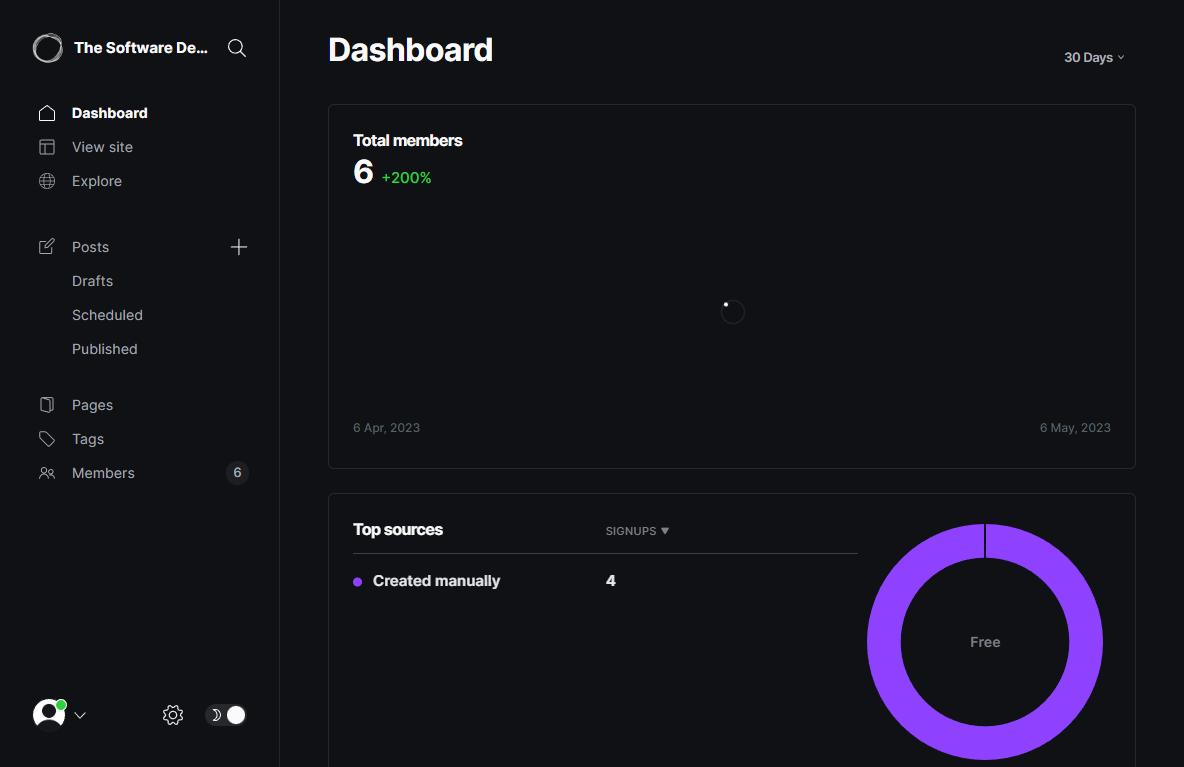 The Software De...
Dashboard
View site
Explore
Posts
Drafts
Scheduled
Published
Pages
Tags
Members 6
Dashboard
30 Days
Total members
6 +200%
6 Apr, 2023 6 May, 2023
Top sources SIGNUPS
Created manually 4
Free